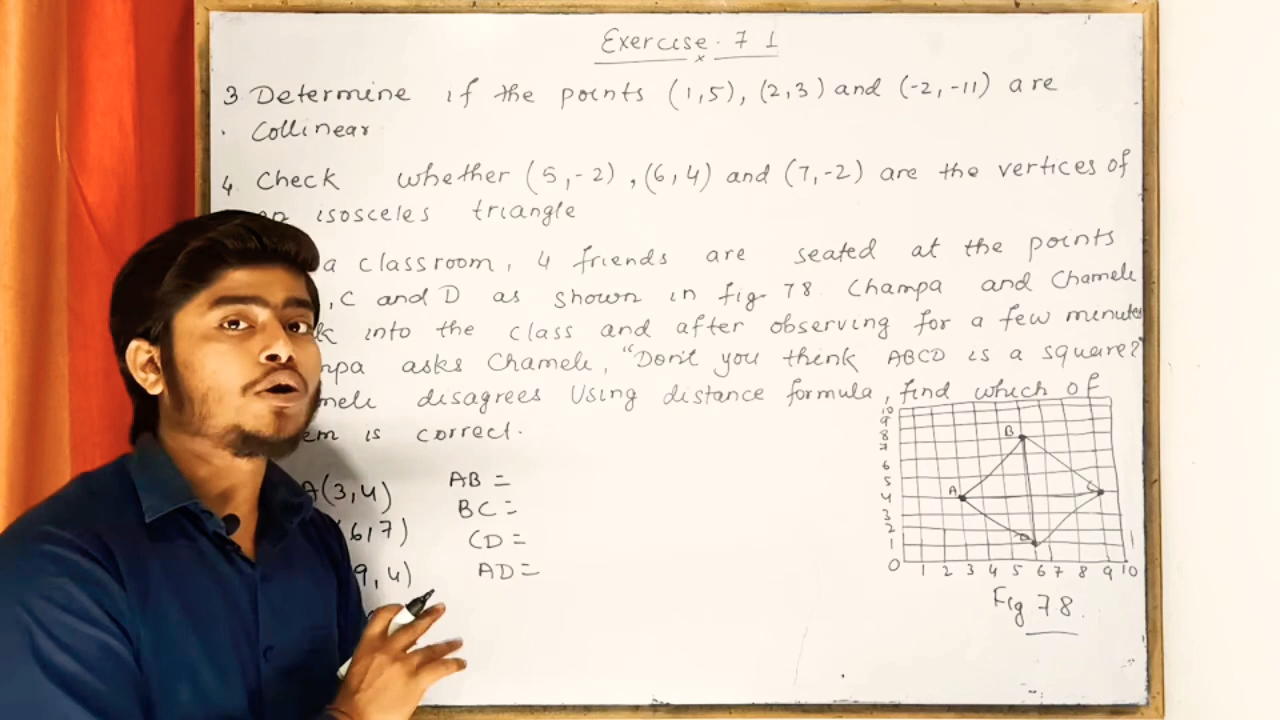 Exercise. 7 1
3 Determine if the points (1,5), (2,3) and (-2,-11) are
. Collinear
4. Check whether (5,-2), (6,4) and (7,-2) are the vertices of
isosceles triangle
a classroom, 4 friends are seated at the points
, C and D as shown in fig 78. Champa and Chameli
into the class and after observing for a few minutes
asks Chameli, "Don't you think ABCD is a square?"
disagrees Using distance formula, find which of
is correct.
10
9
8
7
6
5
4
3
2
1
0 1 2 3 4 5 6 7 8 9 10
B
A
C
D
Fig 78.
A(3,4) AB =
6,7) BC =
CD =
9,4) AD =